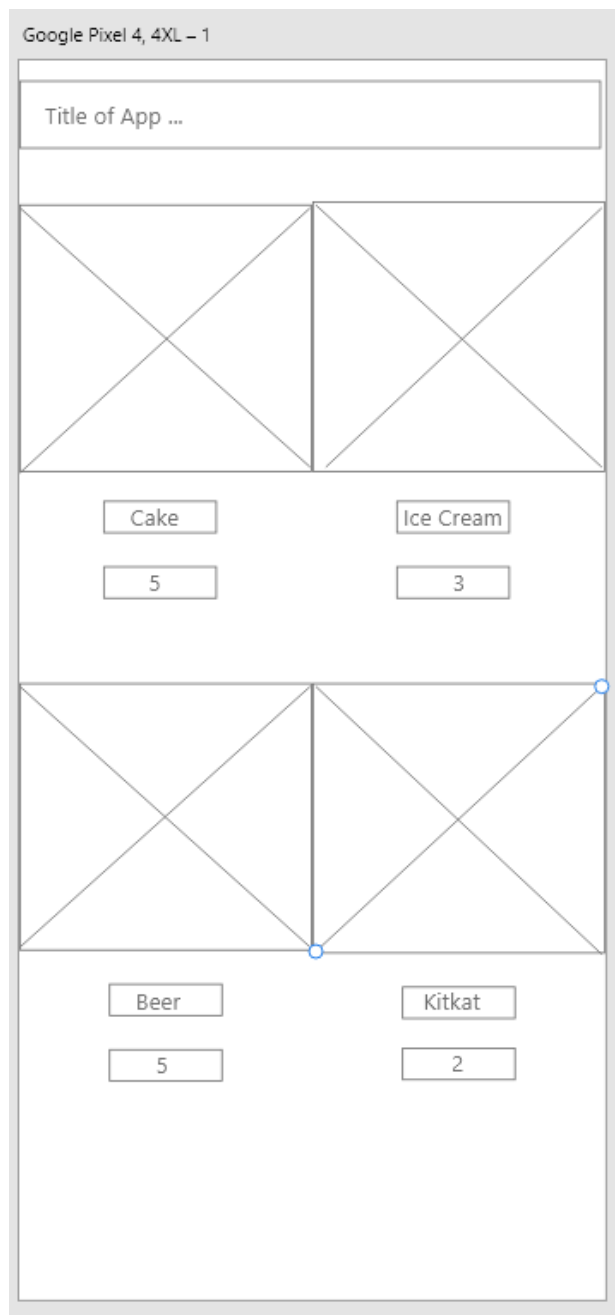 Google Pixel 4, 4XL – 1
Title of App ...
Cake
Ice Cream
5
3
Beer
Kitkat
5
2